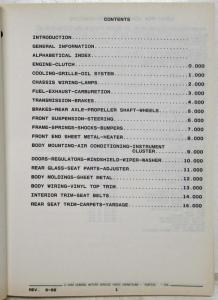 CONTENTS
INTRODUCTION
GENERAL INFORMATION
ALPHABETICAL INDEX
ENGINE-CLUTCH 0.000
COOLING-GRILLE-OIL SYSTEM 1.000
CHASSIS WIRING-LAMPS 2.000
FUEL-EXHAUST-CARBURETION 3.000
TRANSMISSION-BRAKES 4.000
BRAKES-REAR AXLE-PROPELLER SHAFT-WHEELS 5.000
FRONT SUSPENSION-STEERING 6.000
FRAME-SPRINGS-SHOCKS-BUMPERS 7.000
FRONT END SHEET METAL-HEATER 8.000
BODY MOUNTING-AIR CONDITIONING-INSTRUMENT
CLUSTER 9.000
DOORS-REGULATORS-WINDSHIELD-WIPER-WASHER 10.000
REAR GLASS-SEAT PARTS-ADJUSTER 11.000
BODY MOLDINGS-SHEET METAL 12.000
BODY WIRING-VINYL TOP TRIM 13.000
INTERIOR TRIM-SEAT BELTS 14.000
REAR SEAT TRIM-CARPETS-YARDAGE 16.000
1